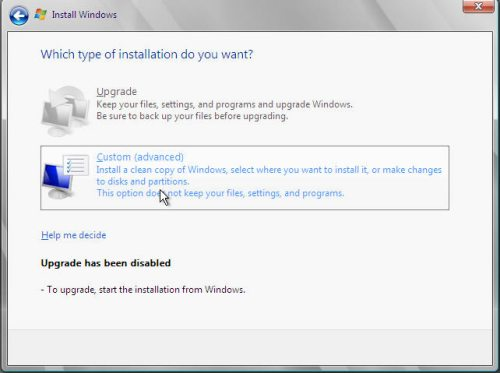 Install Windows
Which type of installation do you want?
Upgrade
Keep your files, settings, and programs and upgrade Windows.
Be sure to back up your files before upgrading.
Custom (advanced)
Install a clean copy of Windows, select where you want to install it, or make changes
to disks and partitions.
This option does not keep your files, settings, and programs.
Help me decide
Upgrade has been disabled
- To upgrade, start the installation from Windows.